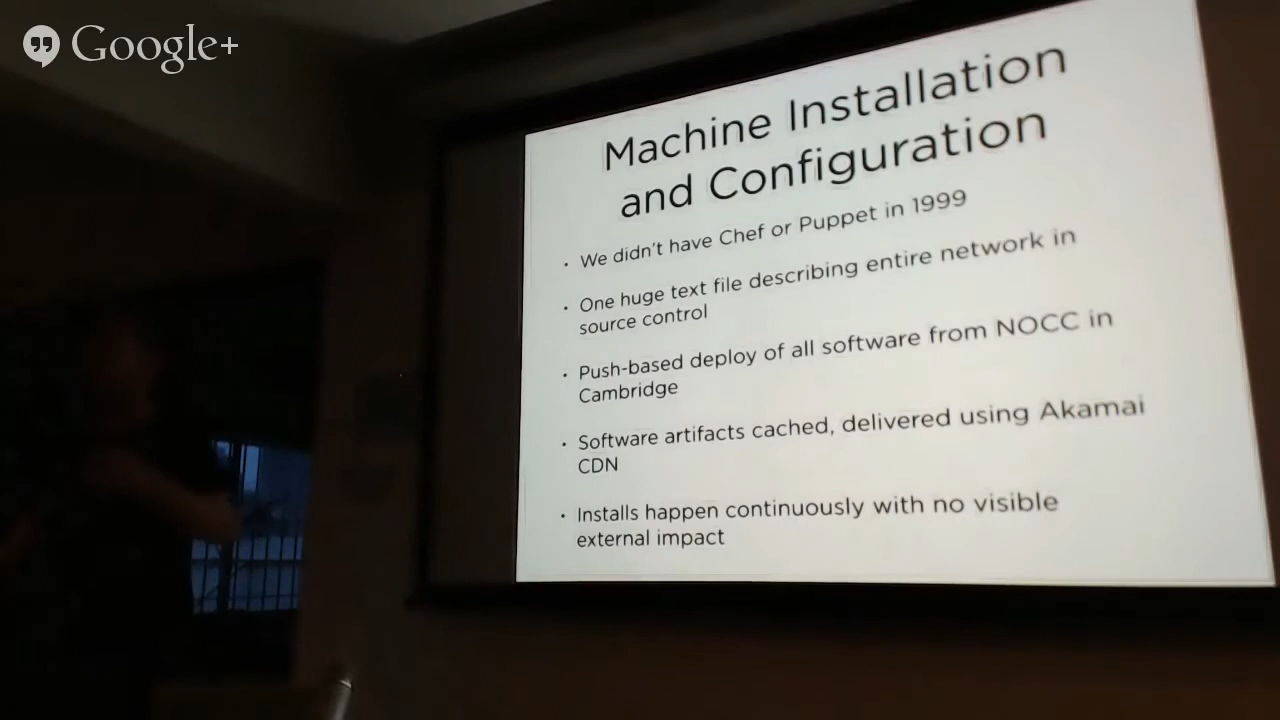 Google+
Machine Installation
and Configuration
• We didn't have Chef or Puppet in 1999
• One huge text file describing entire network in
source control
• Push-based deploy of all software from NOCC in
Cambridge
• Software artifacts cached, delivered using Akamai
CDN
• Installs happen continuously with no visible
external impact